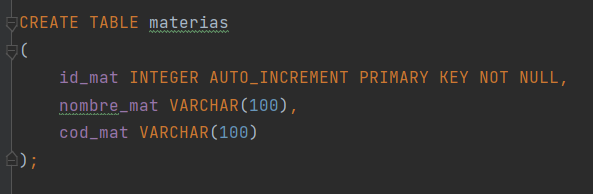 CREATE TABLE materias
(
    id_mat INTEGER AUTO_INCREMENT PRIMARY KEY NOT NULL,
    nombre_mat VARCHAR(100),
    cod_mat VARCHAR(100)
);